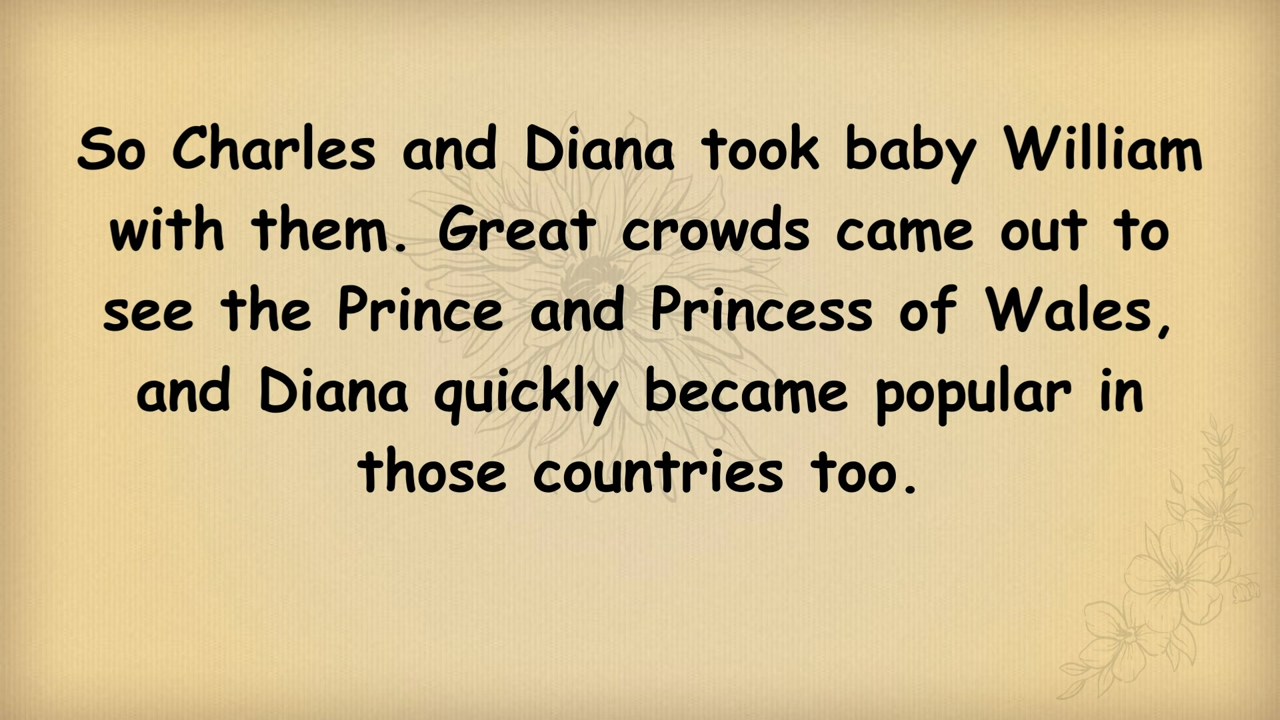 So Charles and Diana took baby William
with them. Great crowds came out to
see the Prince and Princess of Wales,
and Diana quickly became popular in
those countries too.